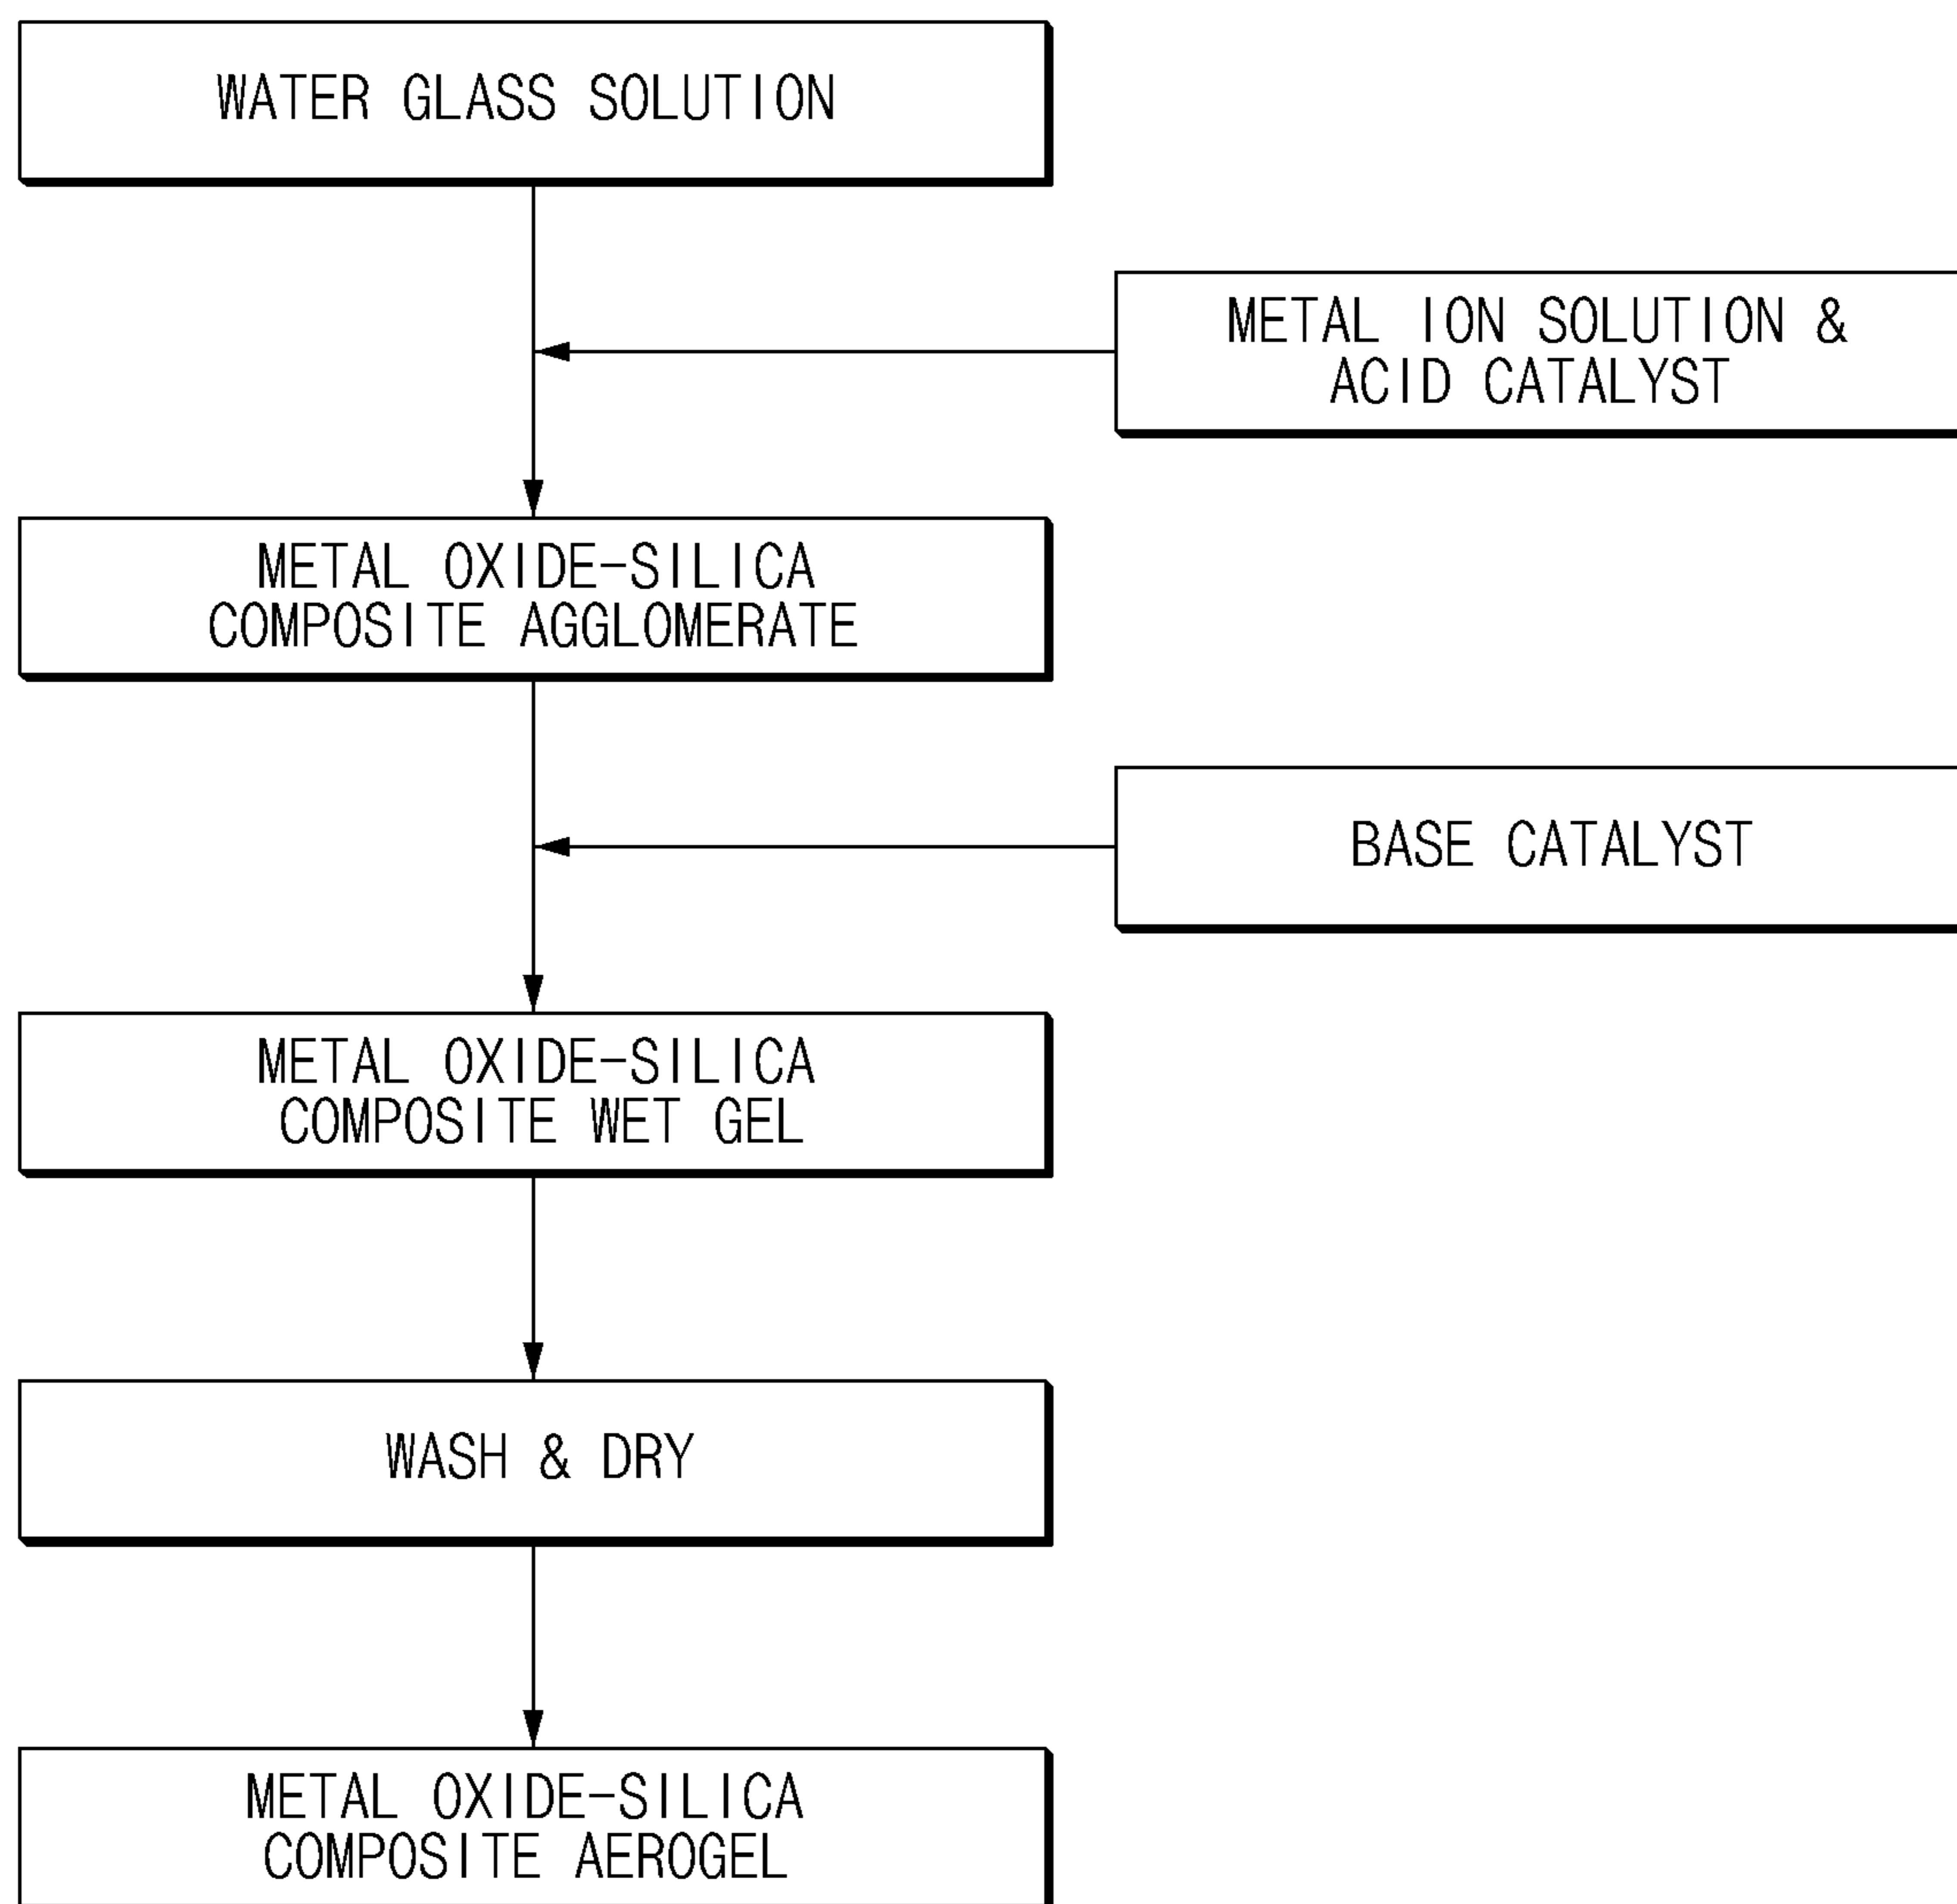 WATER GLASS SOLUTION
METAL ION SOLUTION &
ACID CATALYST
METAL OXIDE-SILICA
COMPOSITE AGGLOMERATE
BASE CATALYST
METAL OXIDE-SILICA
COMPOSITE WET GEL
WASH & DRY
METAL OXIDE-SILICA
COMPOSITE AEROGEL